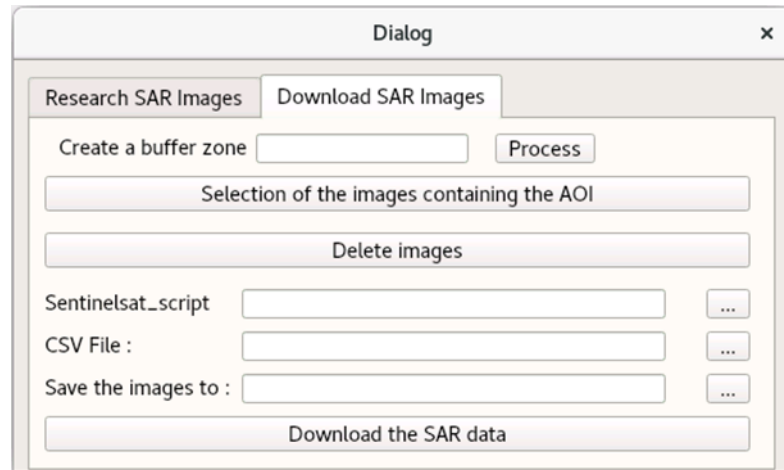 Dialog ×
Research SAR Images Download SAR Images
Create a buffer zone Process
Selection of the images containing the AOI
Delete images
Sentinelsat_script ...
CSV File : ...
Save the images to : ...
Download the SAR data